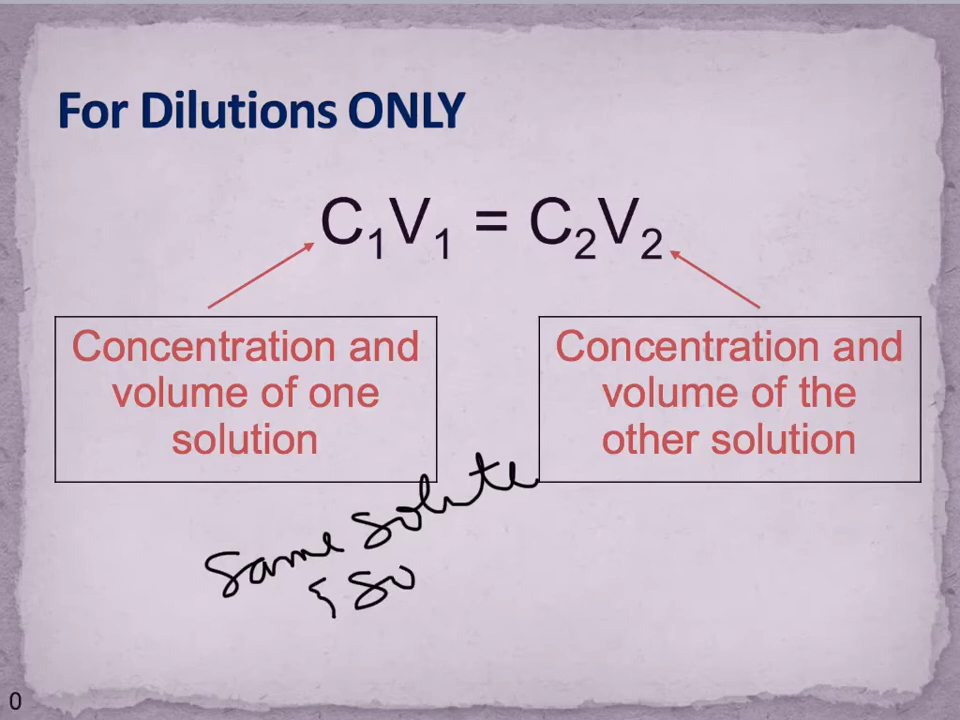 For Dilutions ONLY
C₁V₁ = C₂V₂
Concentration and
volume of one
solution
Concentration and
volume of the
other solution
Same solute
& so
0